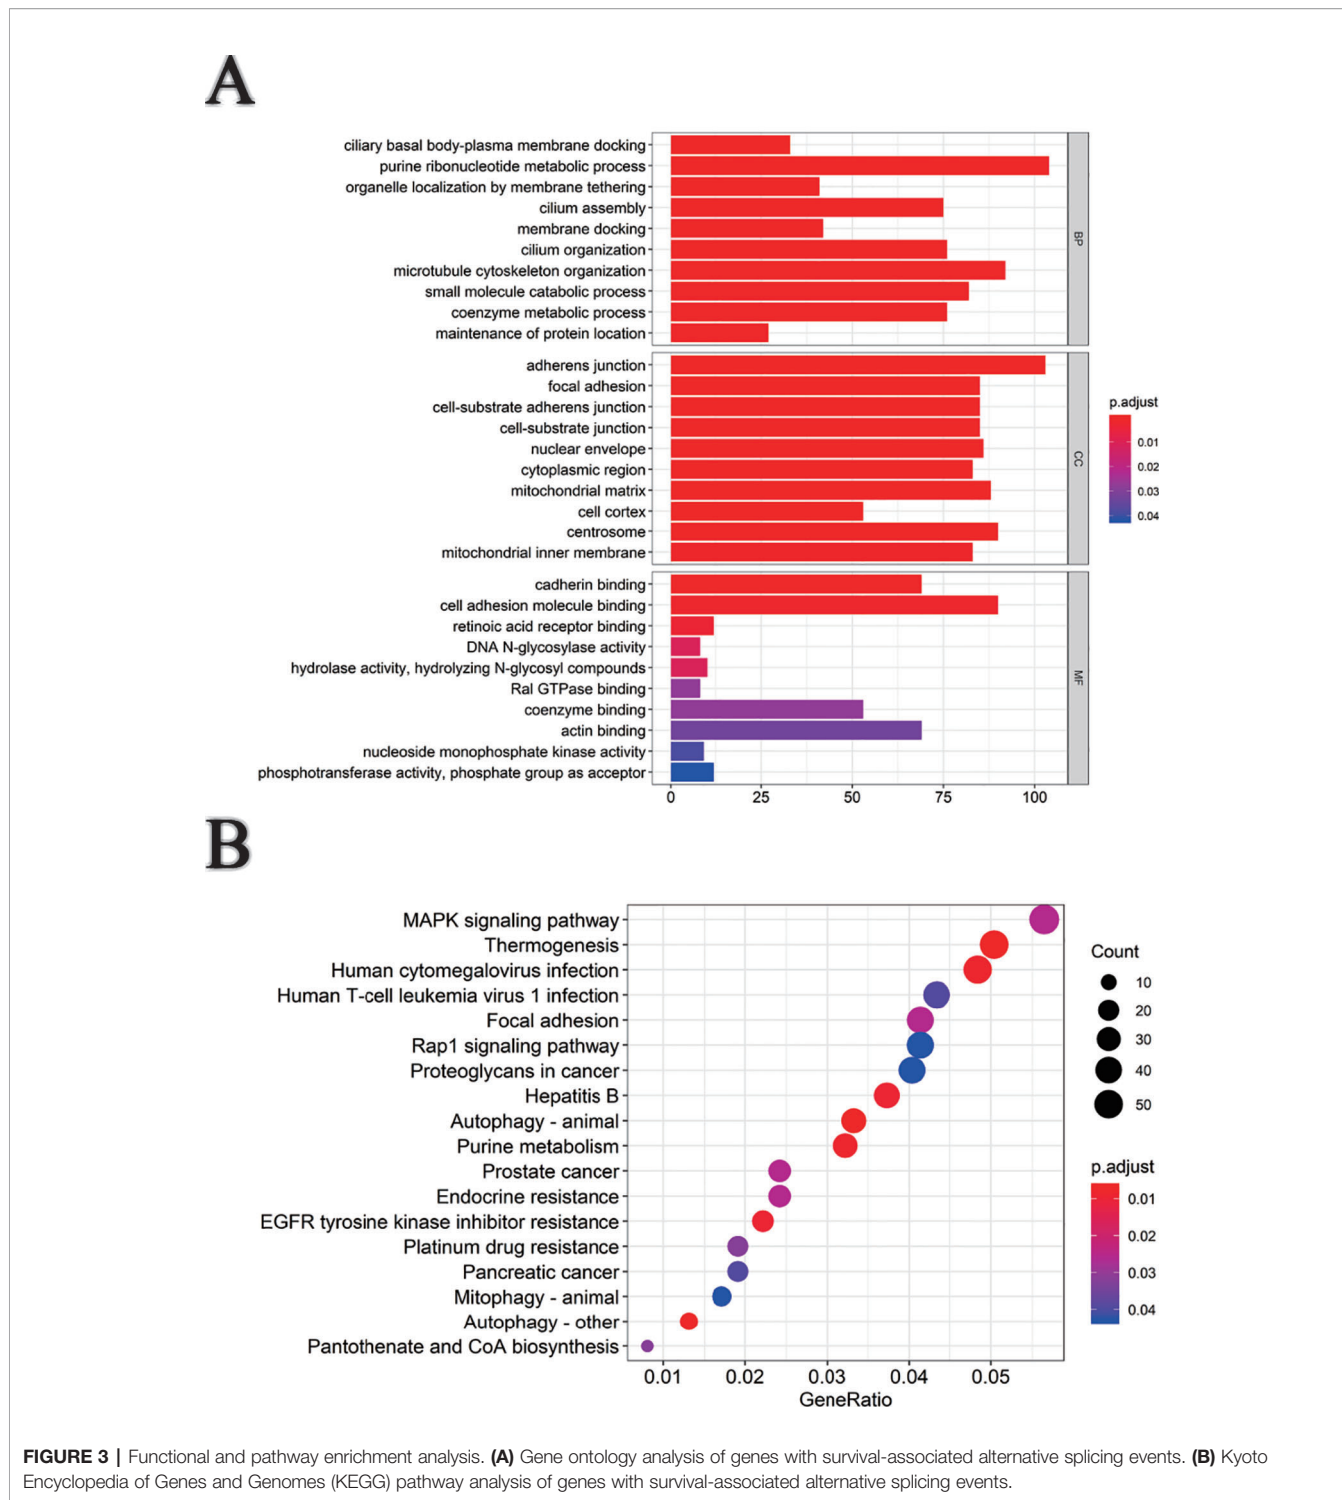 A
ciliary basal body-plasma membrane docking
purine ribonucleotide metabolic process
organelle localization by membrane tethering
cilium assembly
membrane docking
cilium organization
microtubule cytoskeleton organization
small molecule catabolic process
coenzyme metabolic process
maintenance of protein location
BP
adherens junction
focal adhesion
cell-substrate adherens junction
cell-substrate junction
nuclear envelope
cytoplasmic region
mitochondrial matrix
cell cortex
centrosome
mitochondrial inner membrane
CC
cadherin binding
cell adhesion molecule binding
retinoic acid receptor binding
DNA N-glycosylase activity
hydrolase activity, hydrolyzing N-glycosyl compounds
Ral GTPase binding
coenzyme binding
actin binding
nucleoside monophosphate kinase activity
phosphotransferase activity, phosphate group as acceptor
MF
0 25 50 75 100
p.adjust
0.01
0.02
0.03
0.04
B
MAPK signaling pathway
Thermogenesis
Human cytomegalovirus infection
Human T-cell leukemia virus 1 infection
Focal adhesion
Rap1 signaling pathway
Proteoglycans in cancer
Hepatitis B
Autophagy - animal
Purine metabolism
Prostate cancer
Endocrine resistance
EGFR tyrosine kinase inhibitor resistance
Platinum drug resistance
Pancreatic cancer
Mitophagy - animal
Autophagy - other
Pantothenate and CoA biosynthesis
0.01 0.02 0.03 0.04 0.05
GeneRatio
Count
10
20
30
40
50
p.adjust
0.01
0.02
0.03
0.04
FIGURE 3 | Functional and pathway enrichment analysis. (A) Gene ontology analysis of genes with survival-associated alternative splicing events. (B) Kyoto
Encyclopedia of Genes and Genomes (KEGG) pathway analysis of genes with survival-associated alternative splicing events.